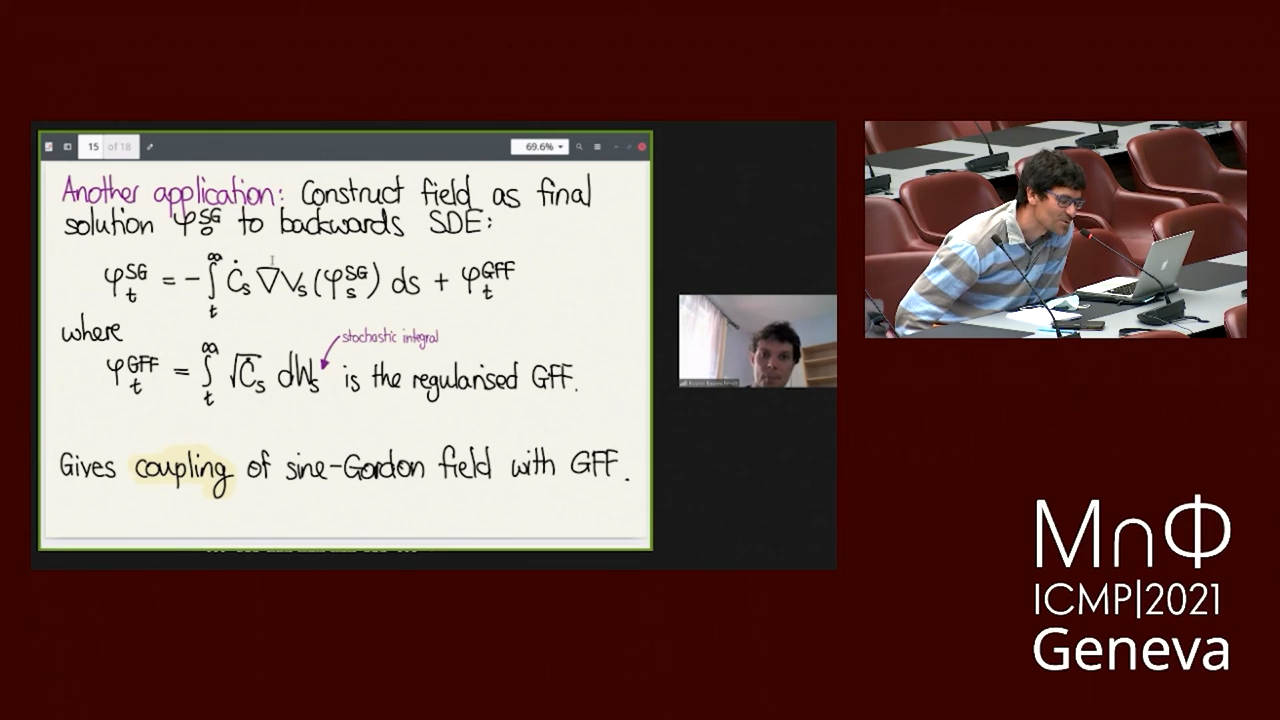 15 of 18
69.6%
Another application: Construct field as final
solution φ₀^SG to backwards SDE:
φ_t^SG = - ∫_t^∞ Ċ_s ∇V_s(φ_s^SG) ds + φ_t^GFF
where
stochastic integral
φ_t^GFF = ∫_t^∞ √Ċ_s dW_s is the regularised GFF.
Gives coupling of sine-Gordon field with GFF.
M∩Φ
ICMP|2021
Geneva